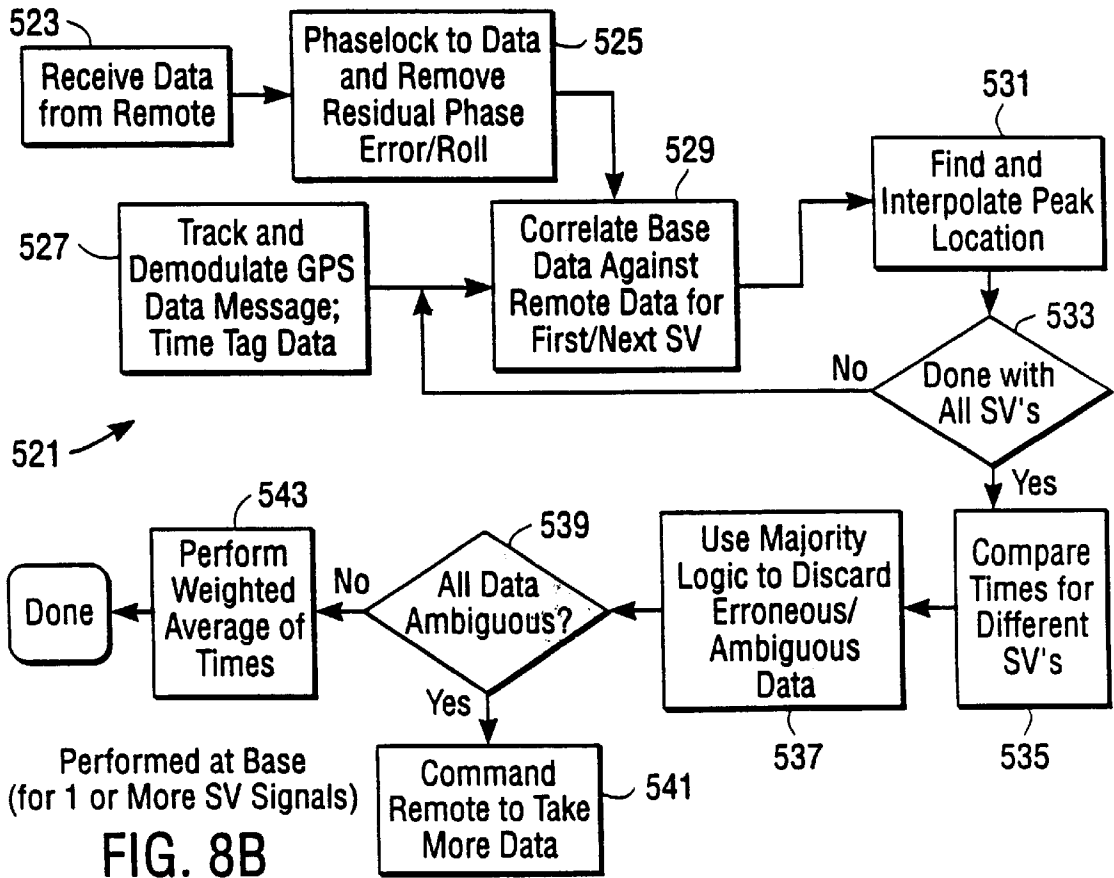 523
Receive Data
from Remote
Phaselock to Data
and Remove
Residual Phase
Error/Roll
525
527
Track and
Demodulate GPS
Data Message;
Time Tag Data
529
Correlate Base
Data Against
Remote Data for
First/Next SV
531
Find and
Interpolate Peak
Location
533
Done with
All SV's
No
Yes
521
Compare
Times for
Different
SV's
535
Use Majority
Logic to Discard
Erroneous/
Ambiguous
Data
537
539
All Data
Ambiguous?
No
Yes
543
Perform
Weighted
Average of
Times
Done
Command
Remote to Take
More Data
541
Performed at Base
(for 1 or More SV Signals)
FIG. 8B